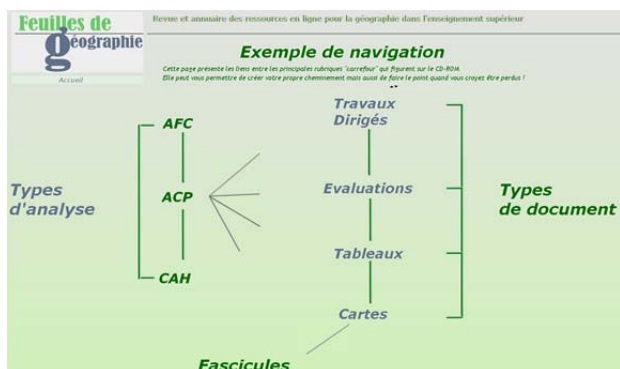 Feuilles de
géographie
Accueil
Revue et annuaire des ressources en ligne pour la géographie dans l'enseignement supérieur
Exemple de navigation
Cette page présente les liens entre les principales rubriques "carrefour" qui figurent sur le CD-ROM
Elle peut vous permettre de créer votre propre cheminement mais aussi de faire le point quand vous croyez être perdus !
Types
d'analyse
AFC
ACP
CAH
Travaux
Dirigés
Evaluations
Tableaux
Cartes
Types
de document
Fascicules